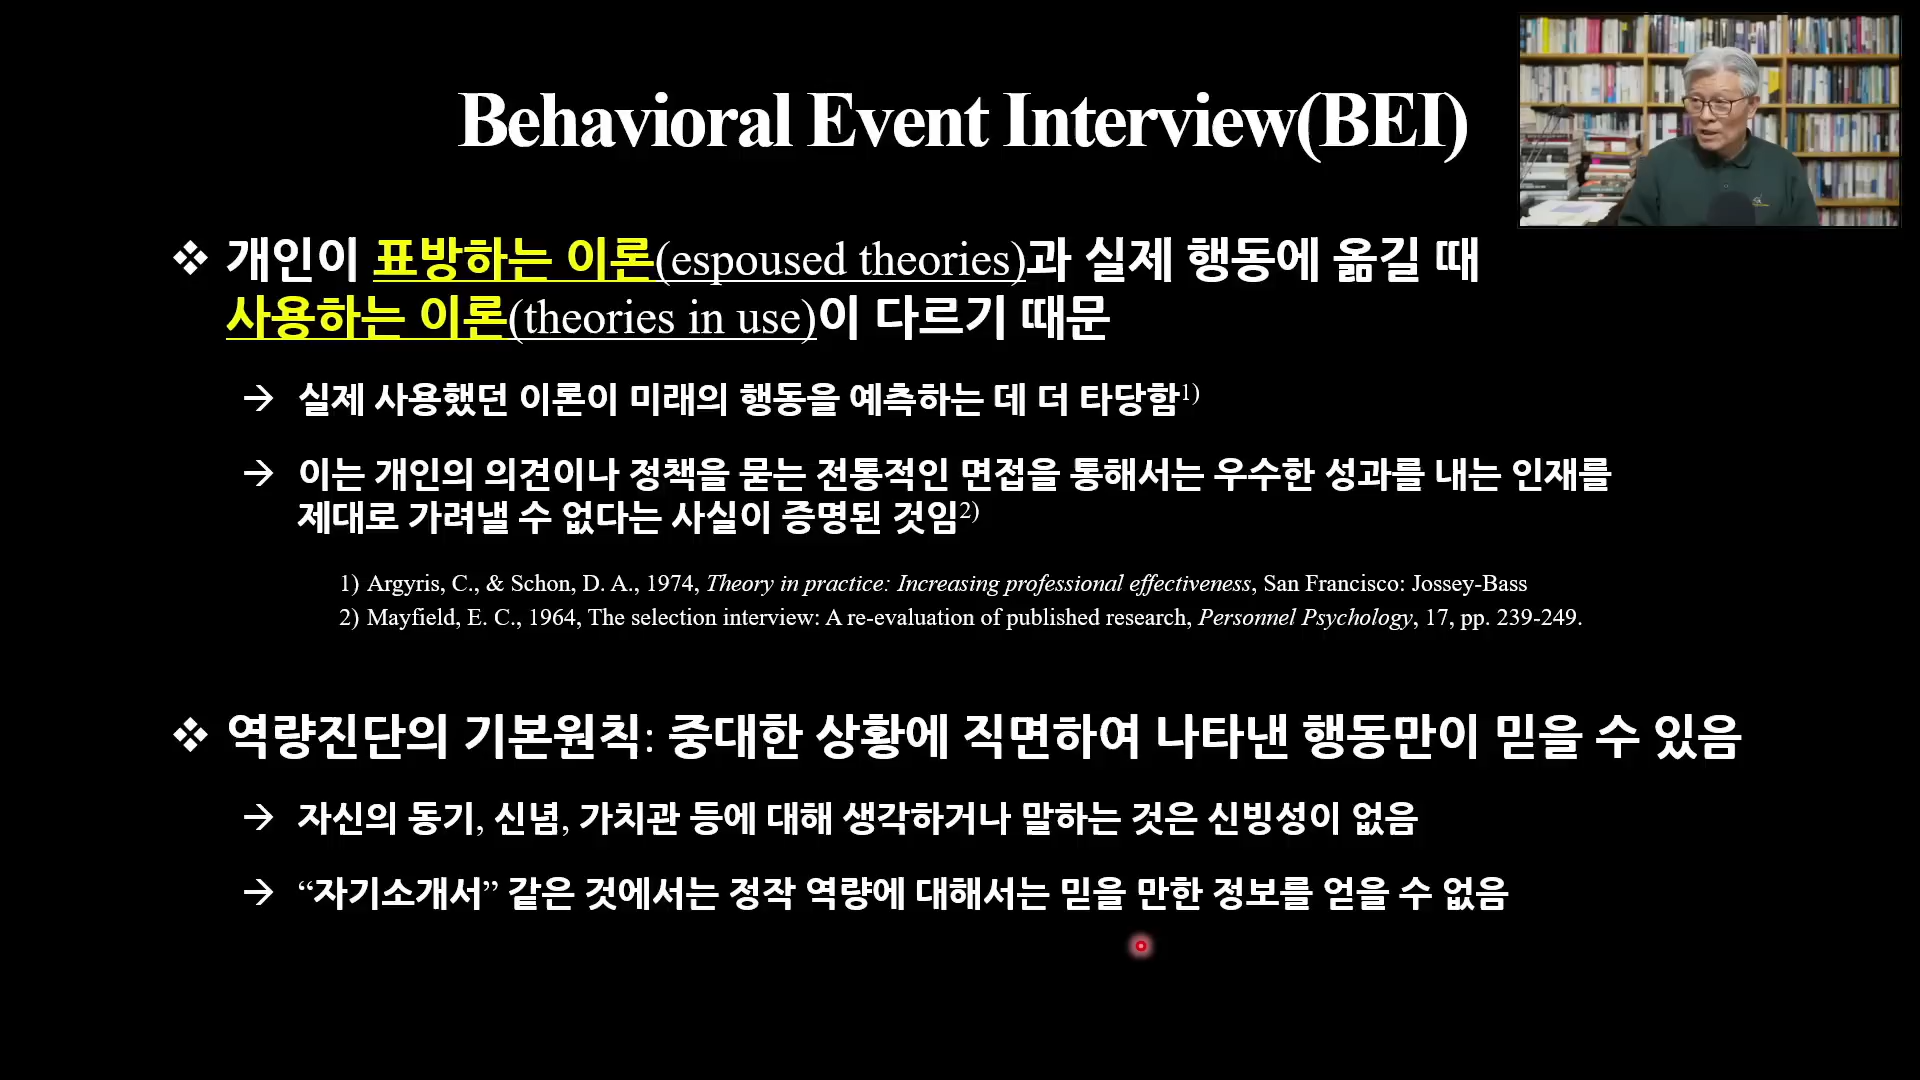 Behavioral Event Interview(BEI)
❖ 개인이 표방하는 이론(espoused theories)과 실제 행동에 옮길 때
사용하는 이론(theories in use)이 다르기 때문
→ 실제 사용했던 이론이 미래의 행동을 예측하는 데 더 타당함1)
→ 이는 개인의 의견이나 정책을 묻는 전통적인 면접을 통해서는 우수한 성과를 내는 인재를
제대로 가려낼 수 없다는 사실이 증명된 것임2)
1) Argyris, C., & Schon, D. A., 1974, Theory in practice: Increasing professional effectiveness, San Francisco: Jossey-Bass
2) Mayfield, E. C., 1964, The selection interview: A re-evaluation of published research, Personnel Psychology, 17, pp. 239-249.
❖ 역량진단의 기본원칙: 중대한 상황에 직면하여 나타낸 행동만이 믿을 수 있음
→ 자신의 동기, 신념, 가치관 등에 대해 생각하거나 말하는 것은 신빙성이 없음
→ “자기소개서” 같은 것에서는 정작 역량에 대해서는 믿을 만한 정보를 얻을 수 없음